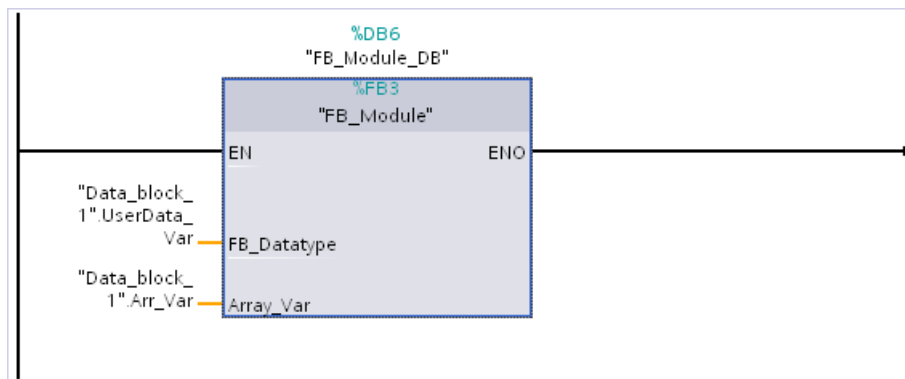 %DB6
"FB_Module_DB"
%FB3
"FB_Module"
EN ENO
"Data_block_
1".UserData_
Var
FB_Datatype
"Data_block_
1".Arr_Var
Array_Var